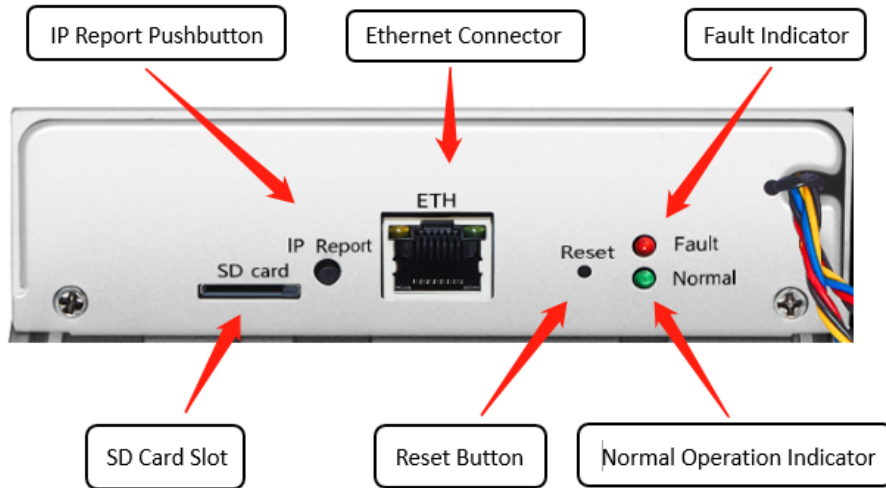 IP Report Pushbutton
Ethernet Connector
Fault Indicator
ETH
IP Report
SD card
Reset
Fault
Normal
SD Card Slot
Reset Button
Normal Operation Indicator